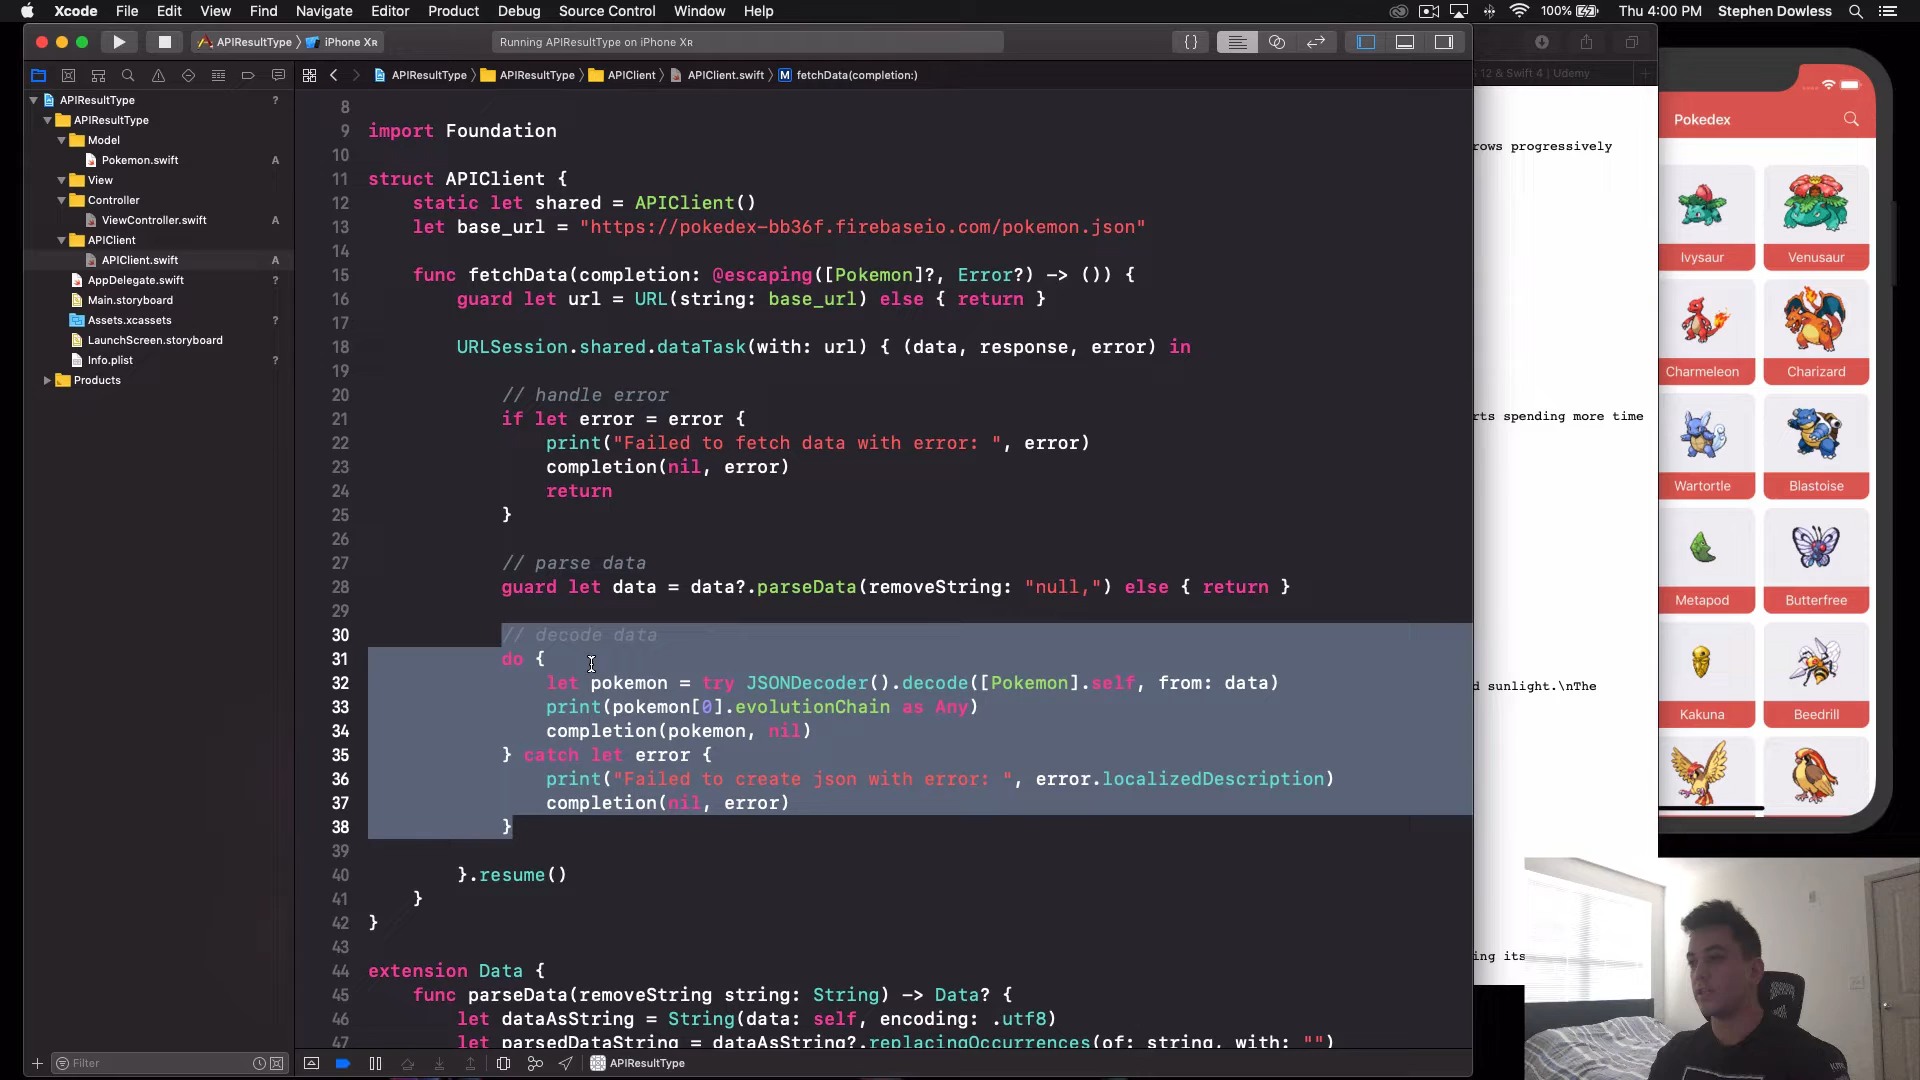 Xcode File Edit View Find Navigate Editor Product Debug Source Control Window Help
100% Thu 4:00 PM Stephen Dowless
APIResultType iPhone XR
Running APIResultType on iPhone XR
12 & Swift 4 | Udemy
APIResultType APIResultType APIClient APIClient.swift M fetchData(completion:)
APIResultType ?
APIResultType
Model
Pokemon.swift A
View
Controller
ViewController.swift A
APIClient
APIClient.swift A
AppDelegate.swift ?
Main.storyboard
Assets.xcassets ?
LaunchScreen.storyboard
Info.plist ?
Products
Filter
8
9 import Foundation
10
11 struct APIClient {
12 static let shared = APIClient()
13 let base_url = "https://pokedex-bb36f.firebaseio.com/pokemon.json"
14
15 func fetchData(completion: @escaping([Pokemon]?, Error?) -> ()) {
16 guard let url = URL(string: base_url) else { return }
17
18 URLSession.shared.dataTask(with: url) { (data, response, error) in
19
20 // handle error
21 if let error = error {
22 print("Failed to fetch data with error: ", error)
23 completion(nil, error)
24 return
25 }
26
27 // parse data
28 guard let data = data?.parseData(removeString: "null,") else { return }
29
30 // decode data
31 do {
32 let pokemon = try JSONDecoder().decode([Pokemon].self, from: data)
33 print(pokemon[0].evolutionChain as Any)
34 completion(pokemon, nil)
35 } catch let error {
36 print("Failed to create json with error: ", error.localizedDescription)
37 completion(nil, error)
38 }
39
40 }.resume()
41 }
42 }
43
44 extension Data {
45 func parseData(removeString string: String) -> Data? {
46 let dataAsString = String(data: self, encoding: .utf8)
47 let parsedDataString = dataAsString?.replacingOccurrences(of: string, with: "")
APIResultType
rows progressively
rts spending more time
d sunlight.\nThe
ing its
Pokedex
Ivysaur Venusaur
Charmeleon Charizard
Wartortle Blastoise
Metapod Butterfree
Kakuna Beedrill